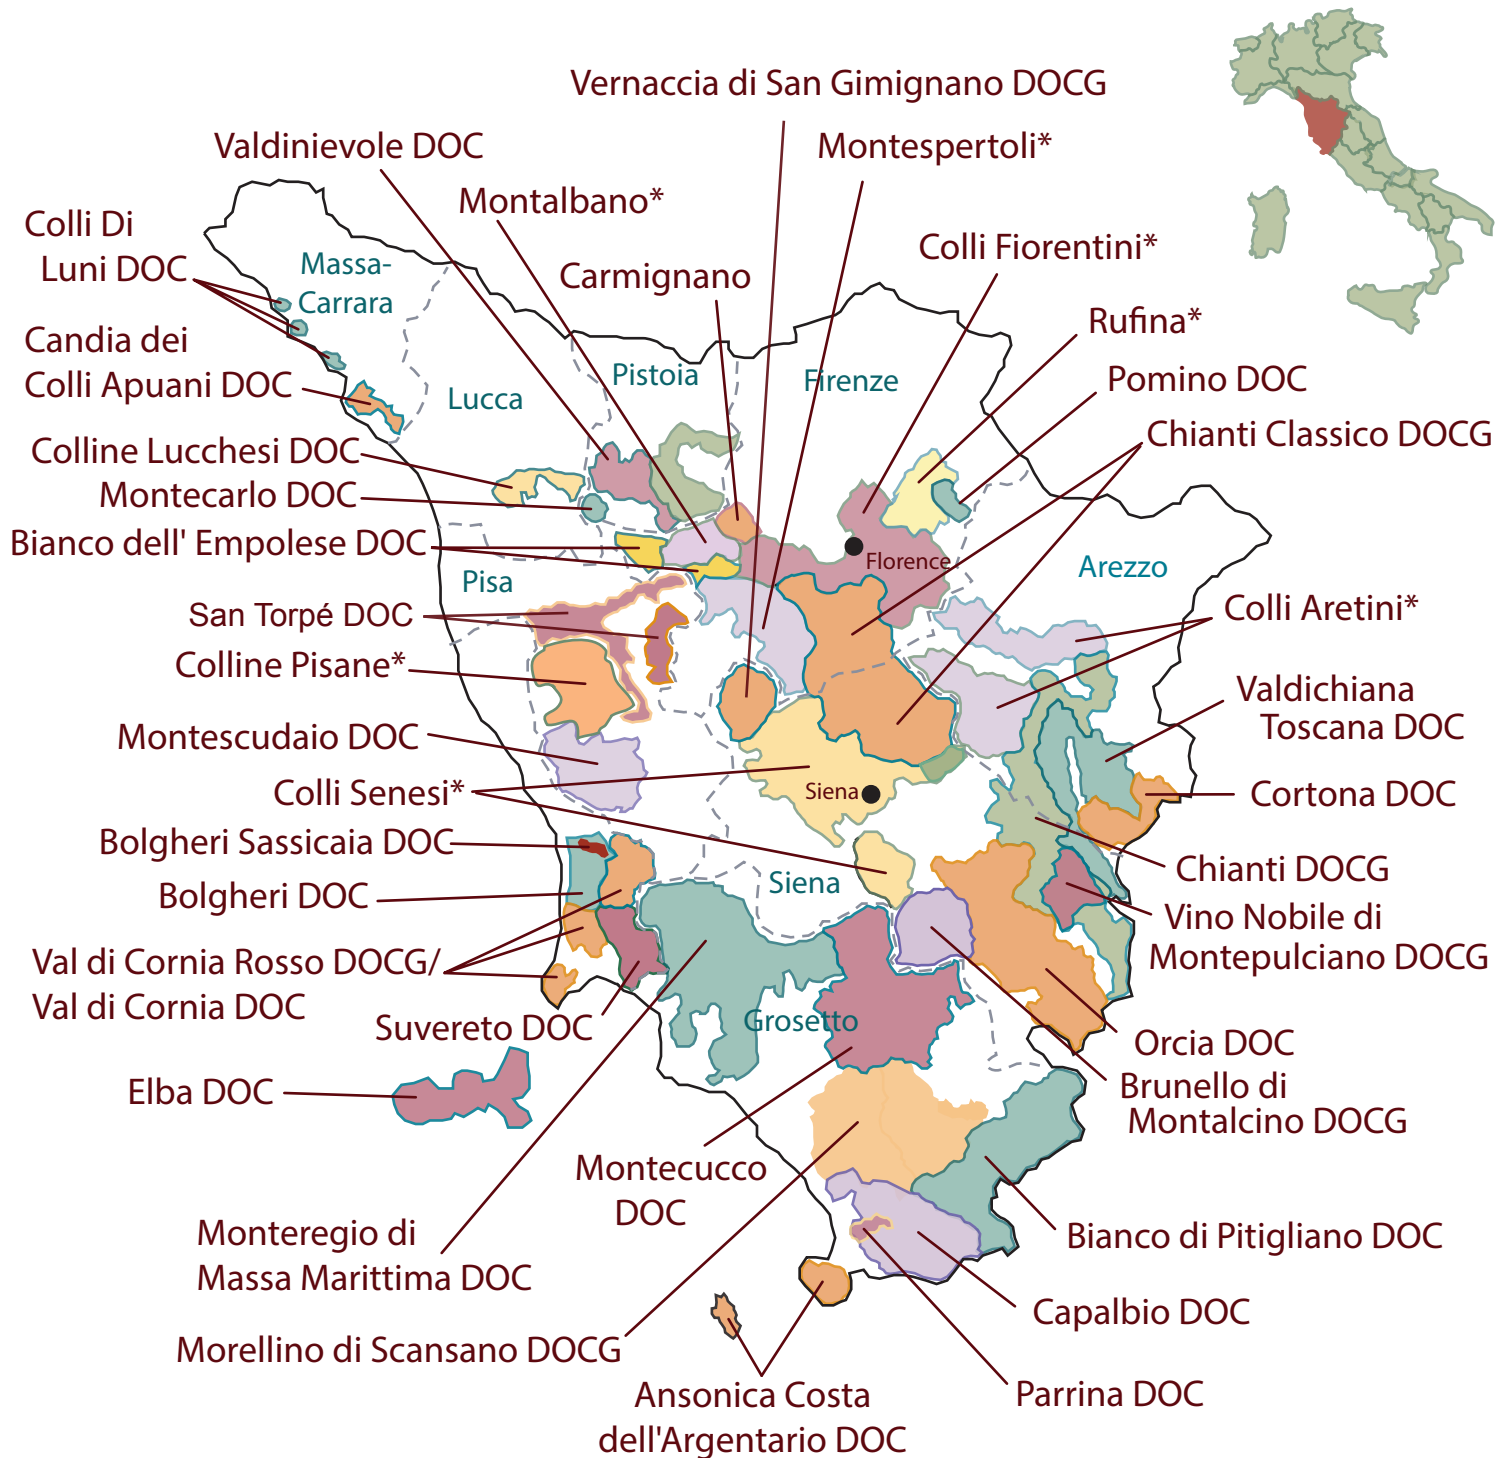 Vernaccia di San Gimignano DOCG
Valdinievole DOC
Montespertoli*
Montalbano*
Colli Di
Luni DOC
Massa-
Carrara
Carmignano
Colli Fiorentini*
Rufina*
Candia dei
Colli Apuani DOC
Lucca
Pistoia
Firenze
Pomino DOC
Chianti Classico DOCG
Colline Lucchesi DOC
Montecarlo DOC
Bianco dell' Empolese DOC
Pisa
Florence
Arezzo
San Torpé DOC
Colli Aretini*
Colline Pisane*
Valdichiana
Toscana DOC
Montescudaio DOC
Colli Senesi*
Siena
Cortona DOC
Bolgheri Sassicaia DOC
Bolgheri DOC
Siena
Chianti DOCG
Vino Nobile di
Montepulciano DOCG
Val di Cornia Rosso DOCG/
Val di Cornia DOC
Suvereto DOC
Grosetto
Orcia DOC
Elba DOC
Brunello di
Montalcino DOCG
Montecucco
DOC
Monteregio di
Massa Marittima DOC
Bianco di Pitigliano DOC
Capalbio DOC
Morellino di Scansano DOCG
Parrina DOC
Ansonica Costa
dell'Argentario DOC